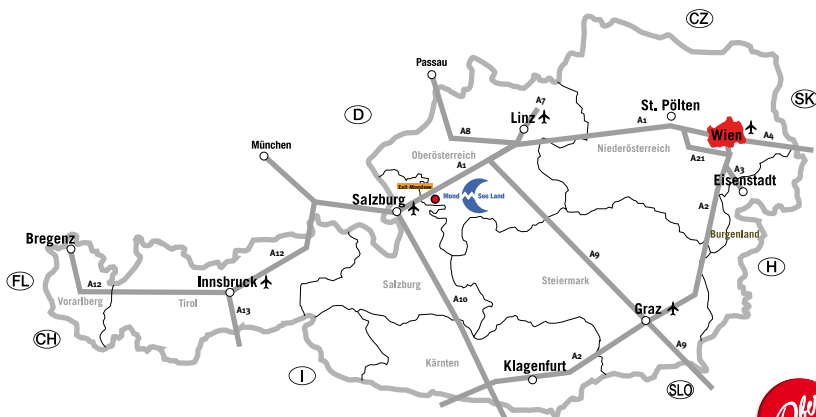 CZ
Passau
SK
D
A7
Linz
St. Pölten
A1
Wien
A4
München
A8
Oberösterreich
Niederösterreich
A21
A1
A3
Eisenstadt
Exit Mondsee
Mond See Land
Salzburg
A2
Bregenz
A12
Burgenland
A9
H
FL
A12
Innsbruck
Salzburg
Steiermark
Vorarlberg
Tirol
A10
A13
Graz
CH
A9
A2
Kärnten
Klagenfurt
I
SLO